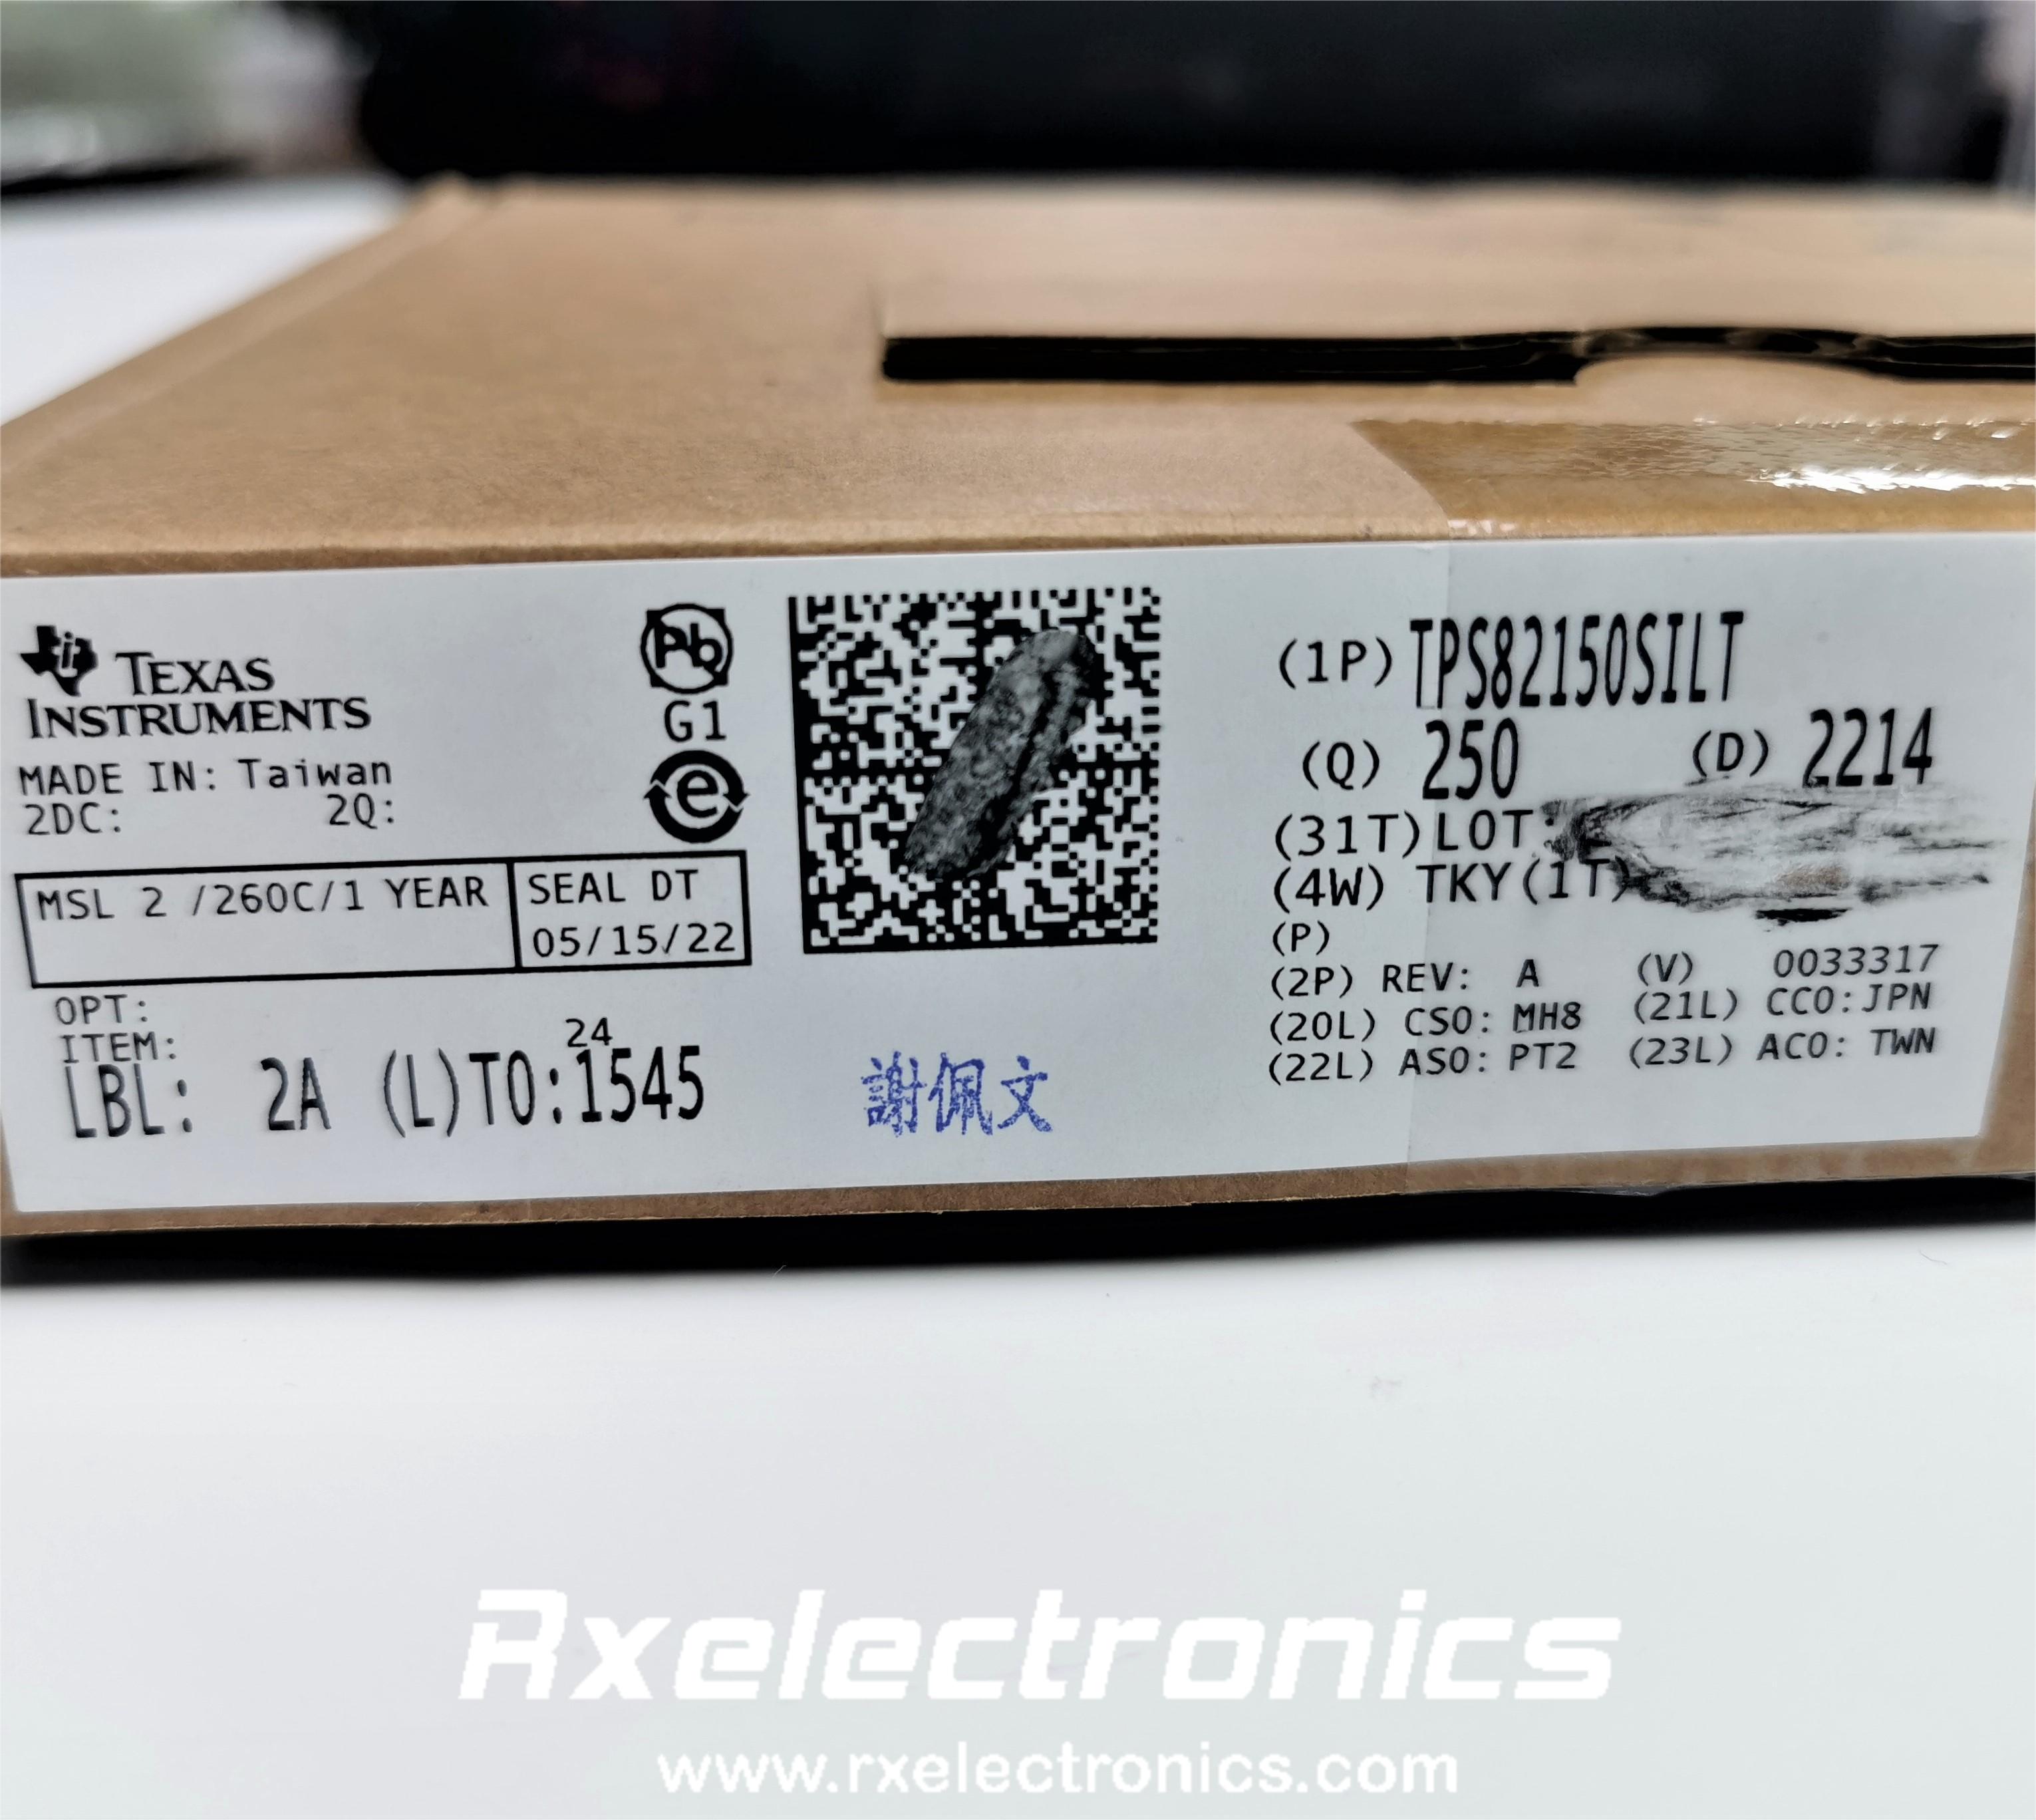 TEXAS
INSTRUMENTS
MADE IN: Taiwan
2DC: 2Q:
Pb
G1
e
MSL 2 /260C/1 YEAR
SEAL DT
05/15/22
OPT:
ITEM:
24
LBL: 2A (L)TO:1545
謝佩文
(1P) TPS82150SILT
(Q) 250 (D) 2214
(31T) LOT:
(4W) TKY(1T)
(P)
(2P) REV: A (V) 0033317
(20L) CSO: MH8 (21L) CCO:JPN
(22L) ASO: PT2 (23L) ACO: TWN
Rxelectronics
www.rxelectronics.com